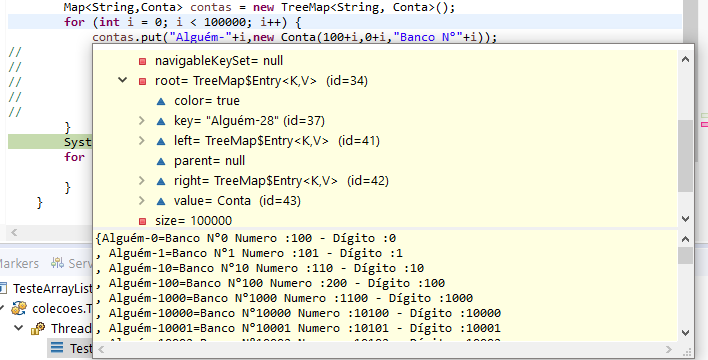 Map<String,Conta> contas = new TreeMap<String, Conta>();
for (int i = 0; i < 100000; i++) {
contas.put("Alguém-"+i,new Conta(100+i,0+i,"Banco N°"+i));
//
//
//
//
//
}
Syst
for
}
}
navigableKeySet= null
root= TreeMap$Entry<K,V> (id=34)
color= true
key= "Alguém-28" (id=37)
left= TreeMap$Entry<K,V> (id=41)
parent= null
right= TreeMap$Entry<K,V> (id=42)
value= Conta (id=43)
size= 100000
{Alguém-0=Banco N°0 Numero :100 - Dígito :0
, Alguém-1=Banco N°1 Numero :101 - Dígito :1
, Alguém-10=Banco N°10 Numero :110 - Dígito :10
, Alguém-100=Banco N°100 Numero :200 - Dígito :100
, Alguém-1000=Banco N°1000 Numero :1100 - Dígito :1000
, Alguém-10000=Banco N°10000 Numero :10100 - Dígito :10000
, Alguém-10001=Banco N°10001 Numero :10101 - Dígito :10001
Markers
Serv
TesteArrayList
colecoes.T
Thread
Test